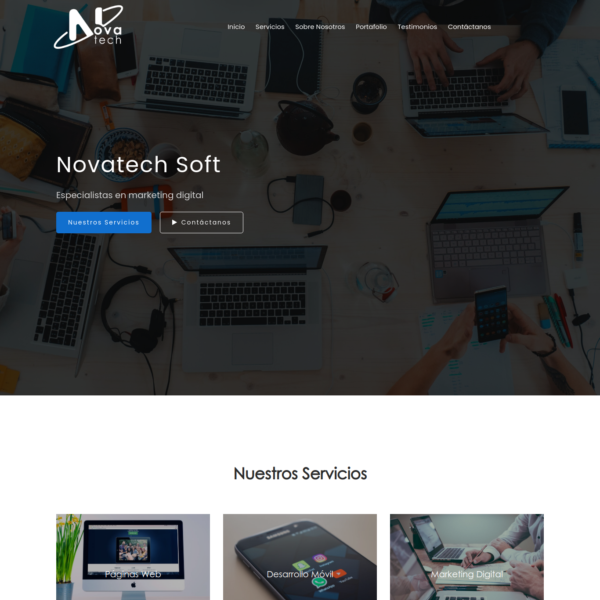 Nova
tech
Inicio Servicios Sobre Nosotros Portafolio Testimonios Contáctanos
Novatech Soft
Especialistas en marketing digital
Nuestros Servicios Contáctanos
Nuestros Servicios
Páginas Web Desarrollo Móvil Marketing Digital